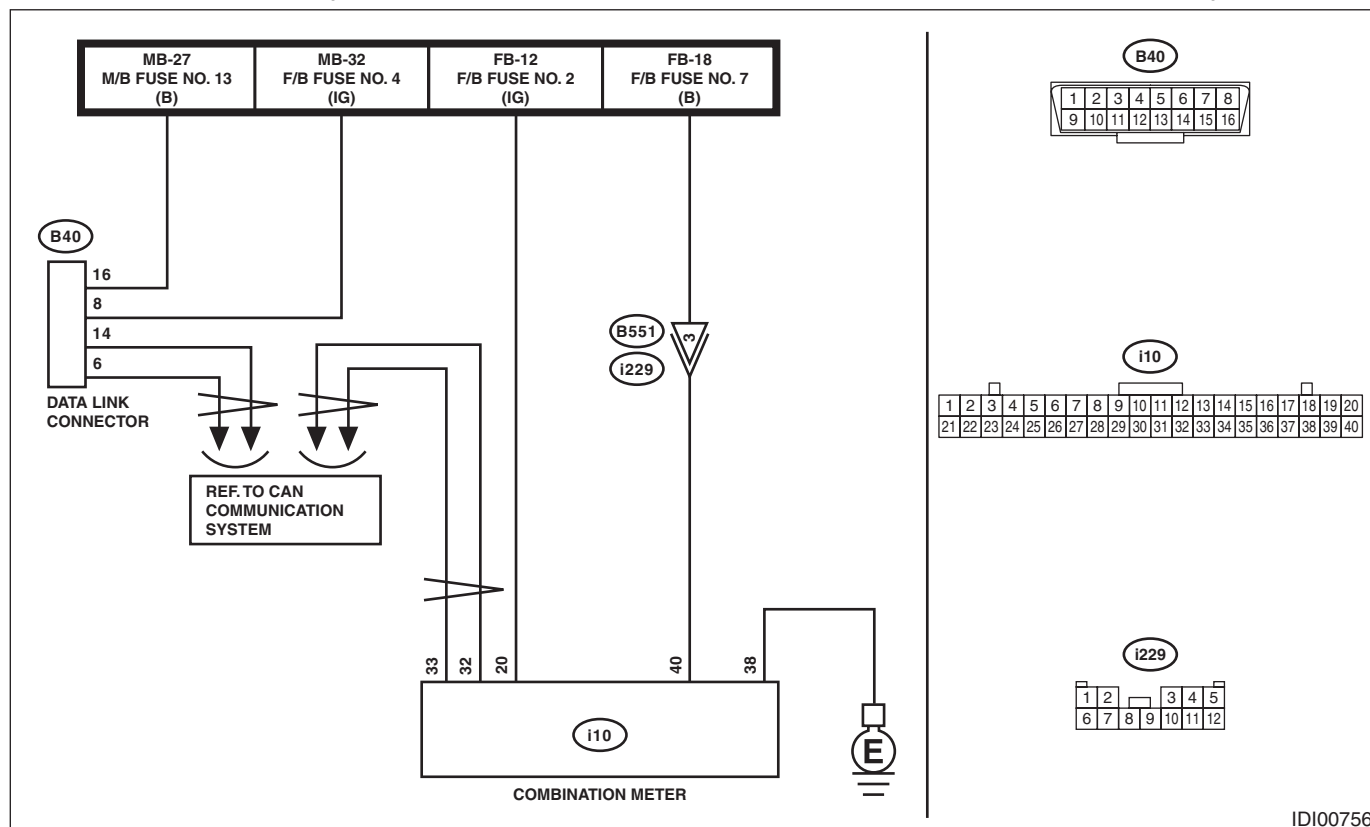 MB-27
M/B FUSE NO. 13
(B)
MB-32
F/B FUSE NO. 4
(IG)
FB-12
F/B FUSE NO. 2
(IG)
FB-18
F/B FUSE NO. 7
(B)
B40
16
8
14
6
DATA LINK
CONNECTOR
REF. TO CAN
COMMUNICATION
SYSTEM
B551
3
i229
33
32
20
40
38
i10
E
COMBINATION METER
B40
1 2 3 4 5 6 7 8
9 10 11 12 13 14 15 16
i10
1 2 3 4 5 6 7 8 9 10 11 12 13 14 15 16 17 18 19 20
21 22 23 24 25 26 27 28 29 30 31 32 33 34 35 36 37 38 39 40
i229
1 2 3 4 5
6 7 8 9 10 11 12
IDI00756